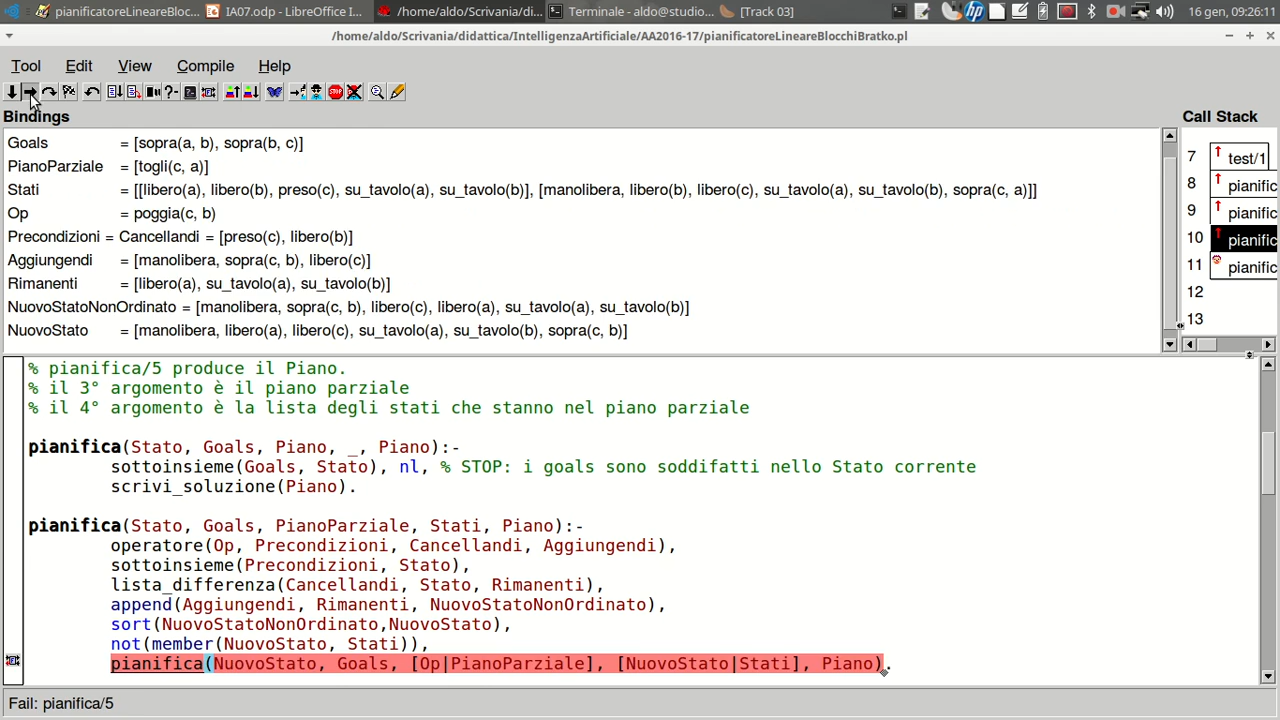 pianificatoreLineareBlocc... IA07.odp - LibreOffice I... /home/aldo/Scrivania/di... Terminale - aldo@studio... [Track 03] 16 gen, 09:26:11
/home/aldo/Scrivania/didattica/IntelligenzaArtificiale/AA2016-17/pianificatoreLineareBlocchiBratko.pl
Tool Edit View Compile Help
Bindings
Goals = [sopra(a, b), sopra(b, c)]
PianoParziale = [togli(c, a)]
Stati = [[libero(a), libero(b), preso(c), su_tavolo(a), su_tavolo(b)], [manolibera, libero(b), libero(c), su_tavolo(a), su_tavolo(b), sopra(c, a)]]
Op = poggia(c, b)
Precondizioni = Cancellandi = [preso(c), libero(b)]
Aggiungendi = [manolibera, sopra(c, b), libero(c)]
Rimanenti = [libero(a), su_tavolo(a), su_tavolo(b)]
NuovoStatoNonOrdinato = [manolibera, sopra(c, b), libero(c), libero(a), su_tavolo(a), su_tavolo(b)]
NuovoStato = [manolibera, libero(a), libero(c), su_tavolo(a), su_tavolo(b), sopra(c, b)]
Call Stack
7 test/1
8 pianific
9 pianific
10 pianific
11 pianific
12
13
% pianifica/5 produce il Piano.
% il 3° argomento è il piano parziale
% il 4° argomento è la lista degli stati che stanno nel piano parziale
pianifica(Stato, Goals, Piano, _, Piano):-
sottoinsieme(Goals, Stato), nl, % STOP: i goals sono soddifatti nello Stato corrente
scrivi_soluzione(Piano).
pianifica(Stato, Goals, PianoParziale, Stati, Piano):-
operatore(Op, Precondizioni, Cancellandi, Aggiungendi),
sottoinsieme(Precondizioni, Stato),
lista_differenza(Cancellandi, Stato, Rimanenti),
append(Aggiungendi, Rimanenti, NuovoStatoNonOrdinato),
sort(NuovoStatoNonOrdinato,NuovoStato),
not(member(NuovoStato, Stati)),
pianifica(NuovoStato, Goals, [Op|PianoParziale], [NuovoStato|Stati], Piano).
Fail: pianifica/5